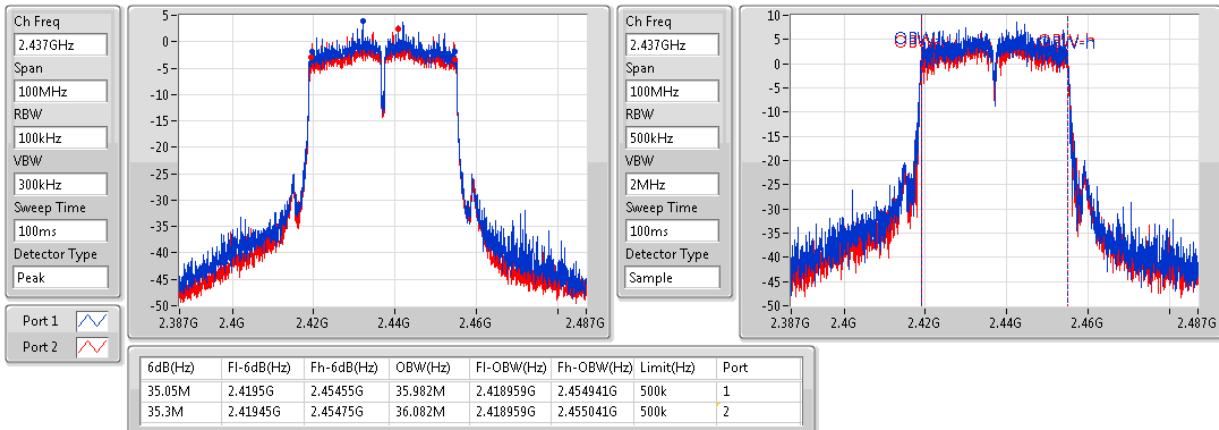 Ch Freq
2.437GHz
Span
100MHz
RBW
100kHz
VBW
300kHz
Sweep Time
100ms
Detector Type
Peak
Port 1
Port 2
5
0
-5
-10
-15
-20
-25
-30
-35
-40
-45
-50
2.387G 2.4G 2.42G 2.44G 2.46G 2.487G
Ch Freq
2.437GHz
Span
100MHz
RBW
500kHz
VBW
2MHz
Sweep Time
100ms
Detector Type
Sample
10
5
0
-5
-10
-15
-20
-25
-30
-35
-40
-45
-50
OBW-h
2.387G 2.4G 2.42G 2.44G 2.46G 2.487G
6dB(Hz) Fl-6dB(Hz) Fh-6dB(Hz) OBW(Hz) Fl-OBW(Hz) Fh-OBW(Hz) Limit(Hz) Port
35.05M 2.4195G 2.45455G 35.982M 2.418959G 2.454941G 500k 1
35.3M 2.41945G 2.45475G 36.082M 2.418959G 2.455041G 500k 2